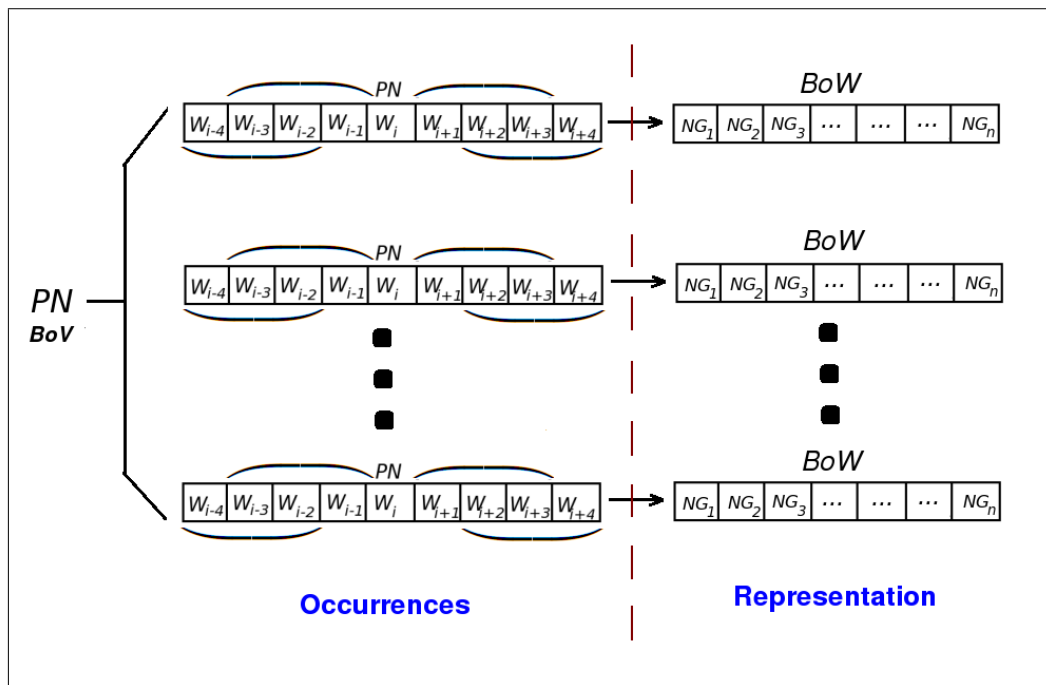 PN BoW
W_{i-4} W_{i-3} W_{i-2} W_{i-1} W_i W_{i+1} W_{i+2} W_{i+3} W_{i+4} NG_1 NG_2 NG_3 ... ... ... NG_n
PN BoW
W_{i-4} W_{i-3} W_{i-2} W_{i-1} W_i W_{i+1} W_{i+2} W_{i+3} W_{i+4} NG_1 NG_2 NG_3 ... ... ... NG_n
PN
BoV
PN BoW
W_{i-4} W_{i-3} W_{i-2} W_{i-1} W_i W_{i+1} W_{i+2} W_{i+3} W_{i+4} NG_1 NG_2 NG_3 ... ... ... NG_n
Occurrences Representation